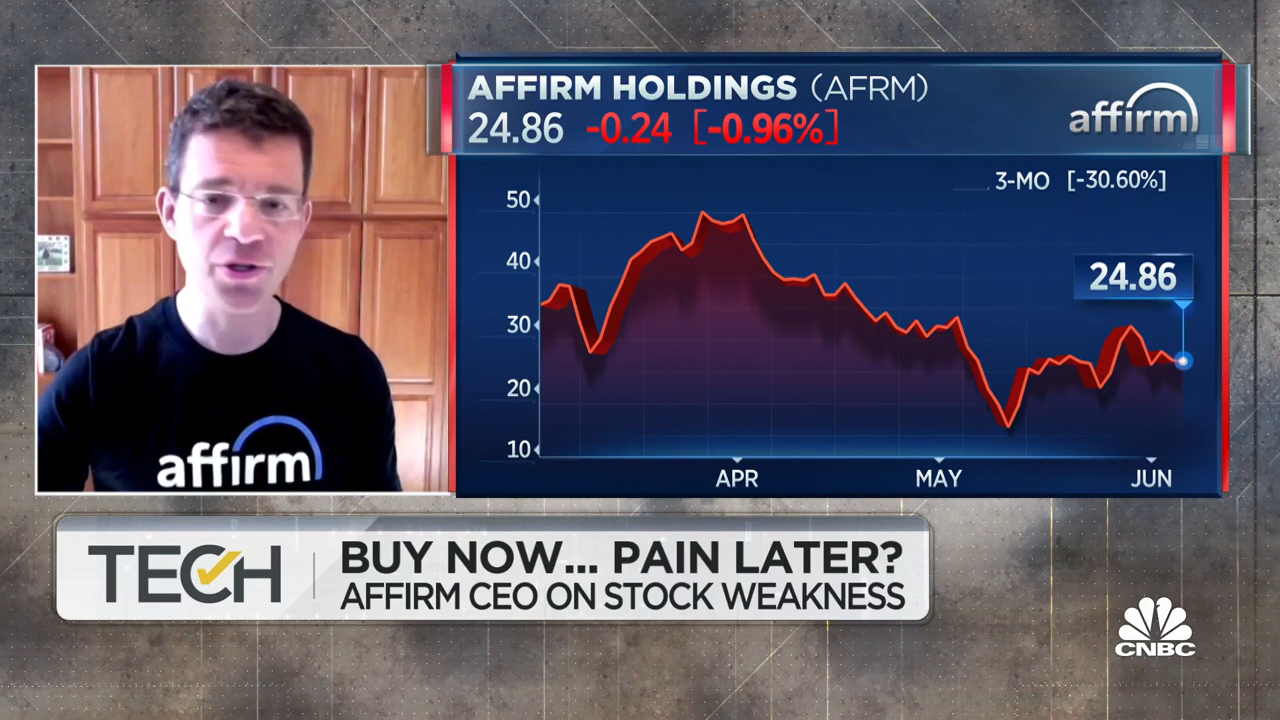 AFFIRM HOLDINGS (AFRM)
24.86 -0.24 [-0.96%]
affirm
3-MO [-30.60%]
50
40
30
20
10
24.86
APR MAY JUN
affirm
TECH
BUY NOW... PAIN LATER?
AFFIRM CEO ON STOCK WEAKNESS
CNBC